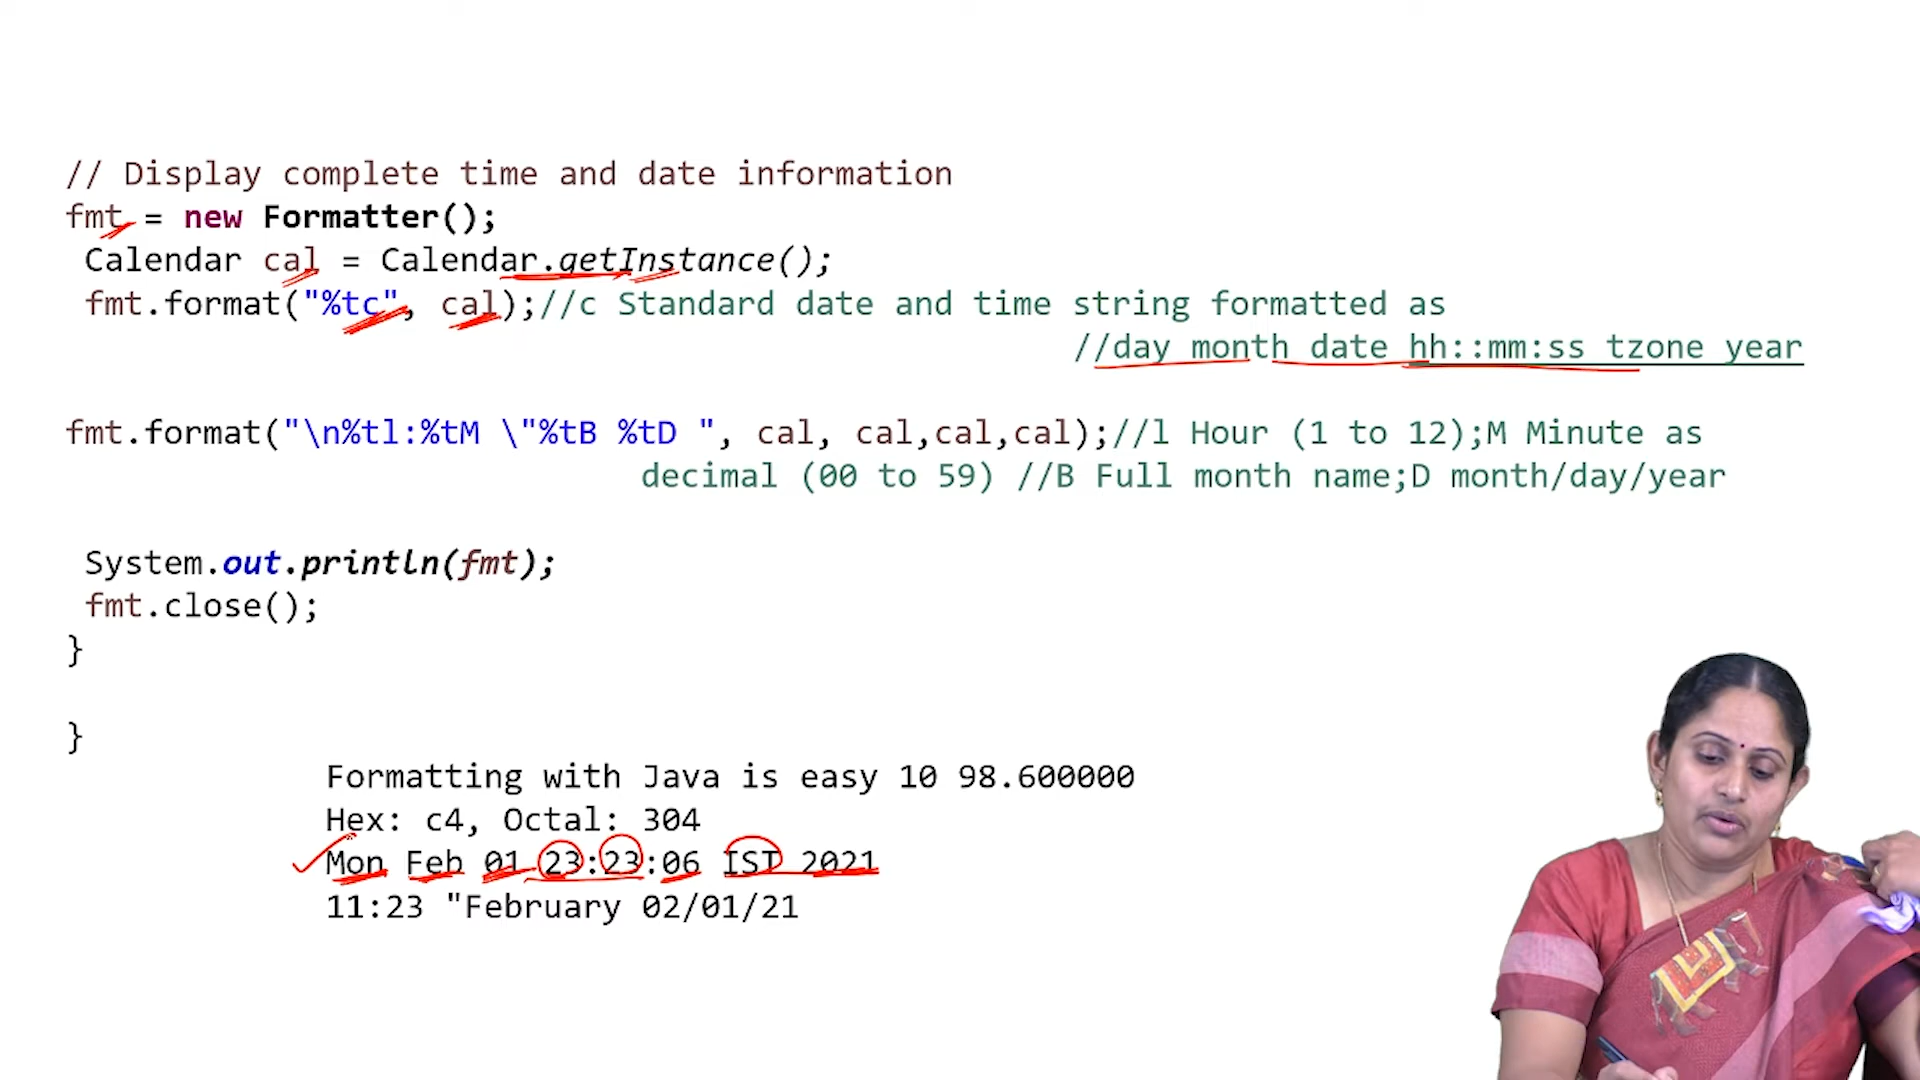 // Display complete time and date information
fmt = new Formatter();
Calendar cal = Calendar.getInstance();
fmt.format("%tc", cal);//c Standard date and time string formatted as
//day month date hh::mm:ss tzone year
fmt.format("\n%tl:%tM \"%tB %tD ", cal, cal,cal,cal);//l Hour (1 to 12);M Minute as
decimal (00 to 59) //B Full month name;D month/day/year
System.out.println(fmt);
fmt.close();
}
}
Formatting with Java is easy 10 98.600000
Hex: c4, Octal: 304
Mon Feb 01 23:23:06 IST 2021
11:23 "February 02/01/21